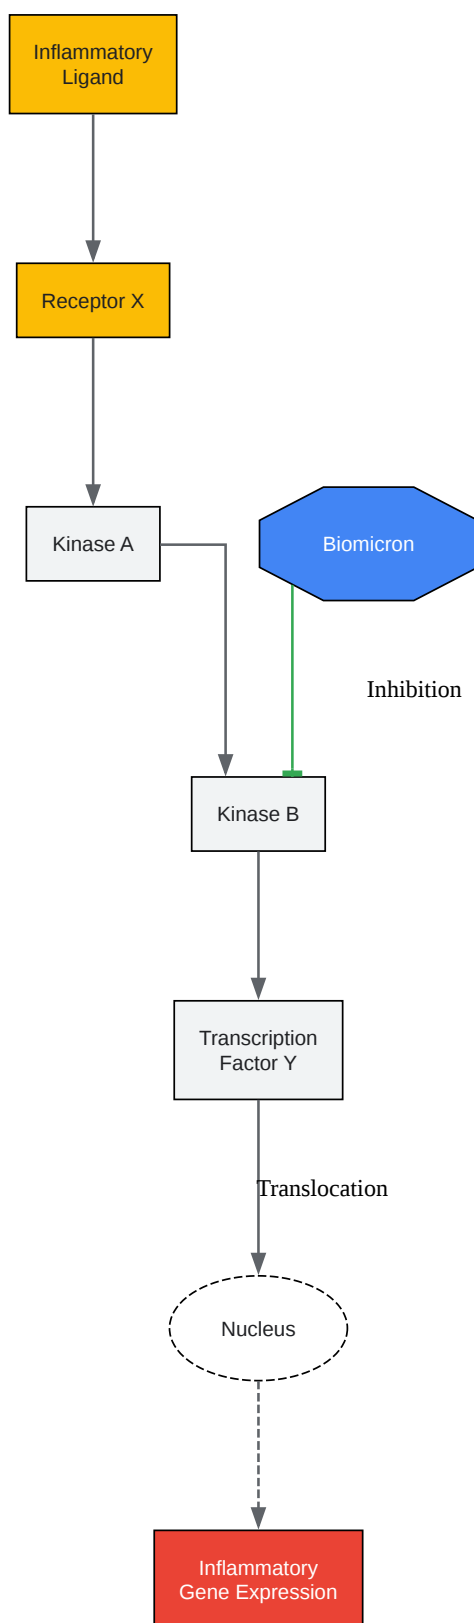 Inflammatory
Ligand
Receptor X
Kinase A
Biomicron
Inhibition
Kinase B
Transcription
Factor Y
Translocation
Nucleus
Inflammatory
Gene Expression